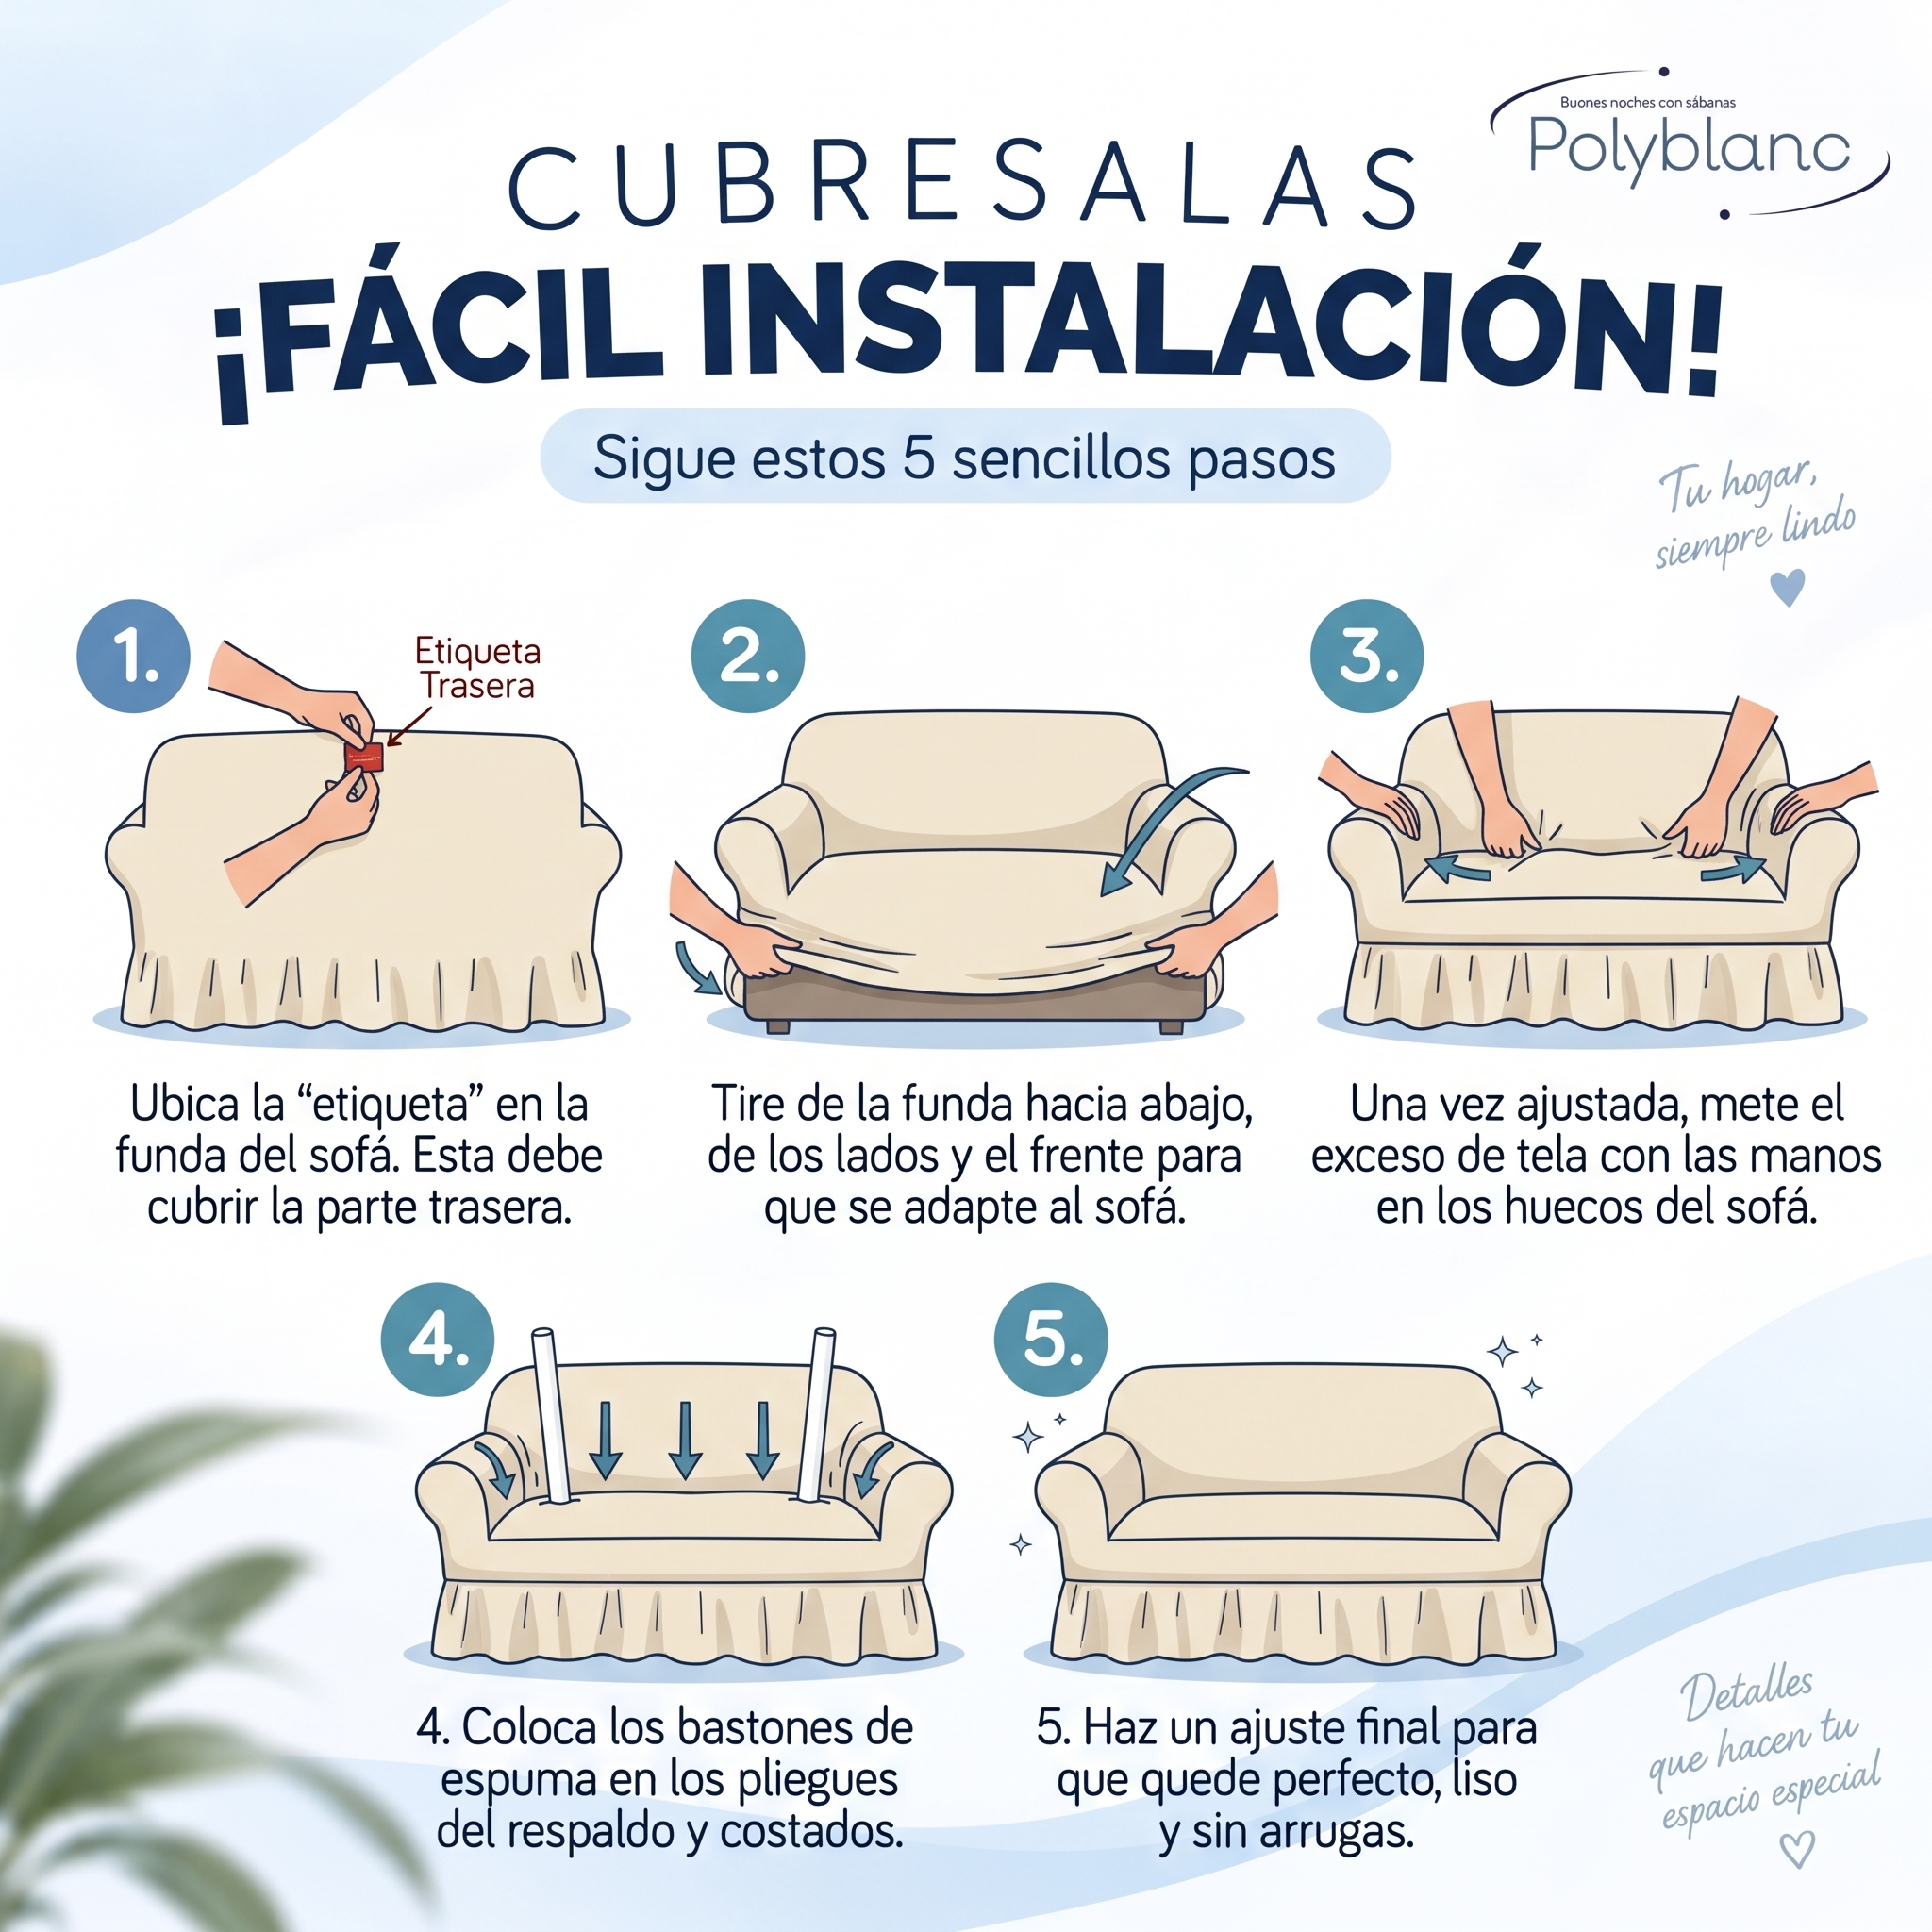 Buones noches con sábanas
Polyblanc
CUBRESALAS
¡FÁCIL INSTALACIÓN!
Sigue estos 5 sencillos pasos
Tu hogar,
siempre lindo
1.
Etiqueta
Trasera
Ubica la “etiqueta” en la
funda del sofá. Esta debe
cubrir la parte trasera.
2.
Tire de la funda hacia abajo,
de los lados y el frente para
que se adapte al sofá.
3.
Una vez ajustada, mete el
exceso de tela con las manos
en los huecos del sofá.
4.
4. Coloca los bastones de
espuma en los pliegues
del respaldo y costados.
5.
5. Haz un ajuste final para
que quede perfecto, liso
y sin arrugas.
Detalles
que hacen tu
espacio especial